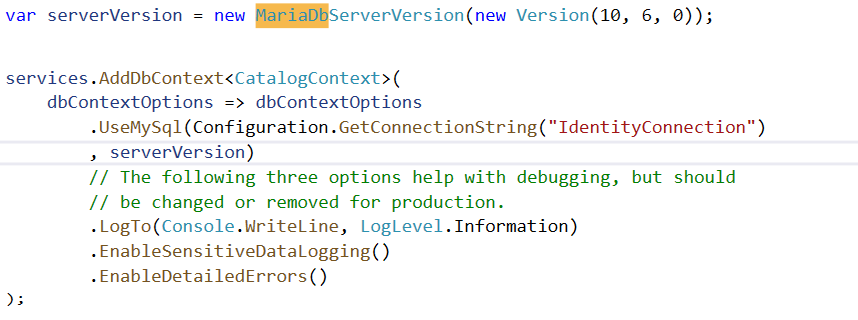 var serverVersion = new MariaDbServerVersion(new Version(10, 6, 0));
services.AddDbContext<CatalogContext>(
dbContextOptions => dbContextOptions
.UseMySql(Configuration.GetConnectionString("IdentityConnection")
, serverVersion)
// The following three options help with debugging, but should
// be changed or removed for production.
.LogTo(Console.WriteLine, LogLevel.Information)
.EnableSensitiveDataLogging()
.EnableDetailedErrors()
);